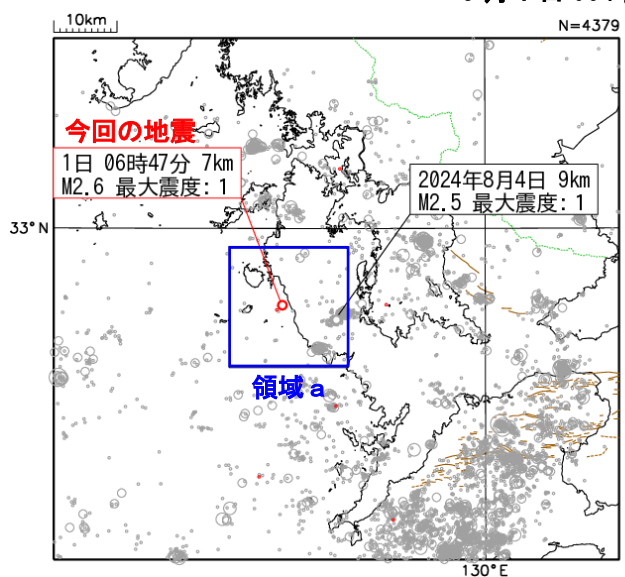 10km
N=4379
今回の地震
1日 06時47分 7km
M2.6 最大震度:1
2024年8月4日 9km
M2.5 最大震度:1
33°N
領域a
130°E